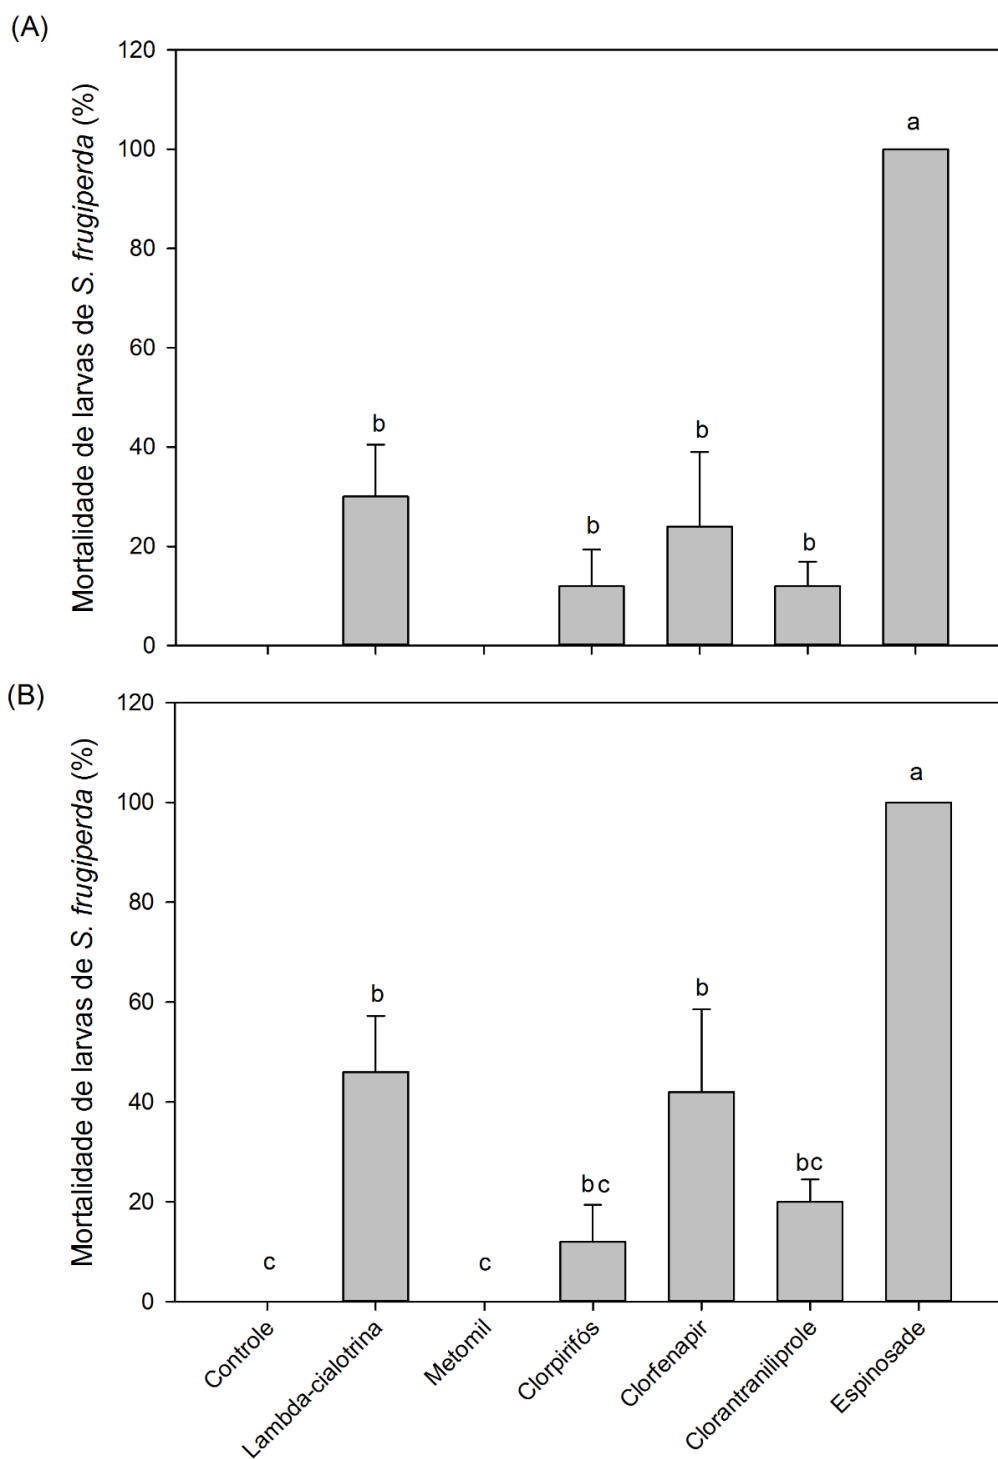 (A)
Mortalidade de larvas de S. frugiperda (%)
120
100
80
60
40
20
0
b
b
b
b
a
(B)
Mortalidade de larvas de S. frugiperda (%)
120
100
80
60
40
20
0
c
b
c
bc
b
bc
a
Controle
Lambda-cialotrina
Metomil
Clorpirifós
Clorfenapir
Clorantraniliprole
Espinosade